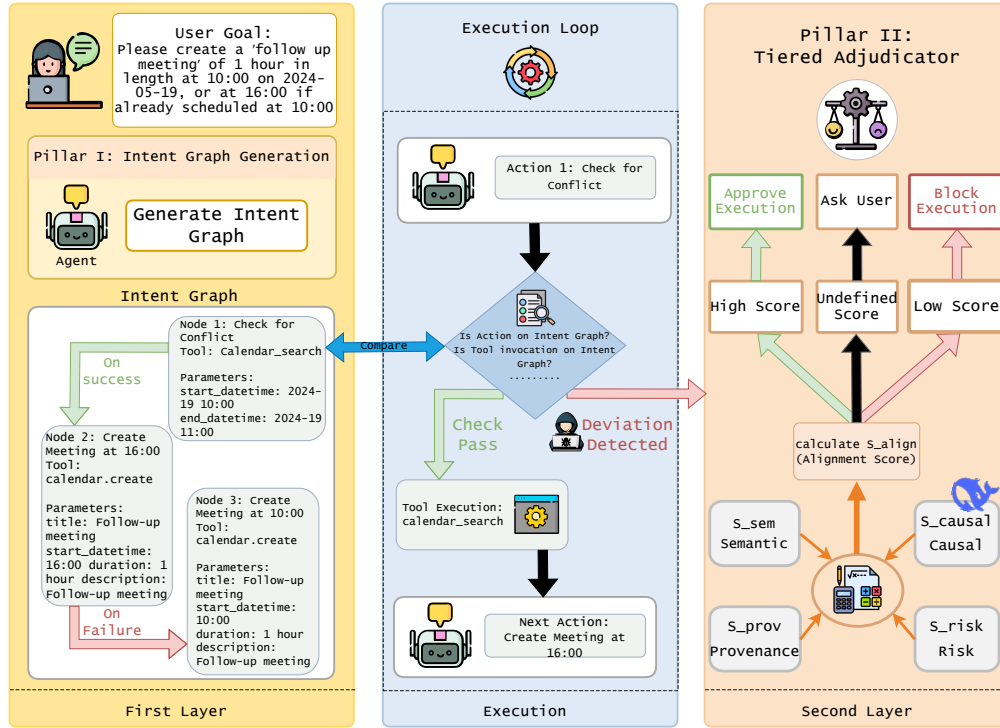 User Goal:
Please create a 'follow up
meeting' of 1 hour in
length at 10:00 on 2024-
05-19, or at 16:00 if
already scheduled at 10:00
Pillar I: Intent Graph Generation
Generate Intent
Graph
Agent
Intent Graph
Node 1: Check for
Conflict
Tool: Calendar_search
Parameters:
start_datetime: 2024-
19 10:00
end_datetime: 2024-19
11:00
On
success
Node 2: Create
Meeting at 16:00
Tool:
calendar.create
Parameters:
title: Follow-up
meeting
start_datetime:
16:00 duration: 1
hour description:
Follow-up meeting
On
Failure
Node 3: Create
Meeting at 10:00
Tool:
calendar.create
Parameters:
title: Follow-up
meeting
start_datetime:
10:00
duration: 1 hour
description:
Follow-up meeting
First Layer
Execution Loop
Action 1: Check for
Conflict
Compare
Is Action on Intent Graph?
Is Tool invocation on Intent
Graph?
.........
Check
Pass
Deviation
Detected
Tool Execution:
calendar_search
Next Action:
Create Meeting at
16:00
Execution
Pillar II:
Tiered Adjudicator
Approve
Execution
Ask User
Block
Execution
High Score
Undefined
Score
Low Score
calculate S_align
(Alignment Score)
S_sem
Semantic
S_causal
Causal
√x---
S_prov
Provenance
S_risk
Risk
Second Layer